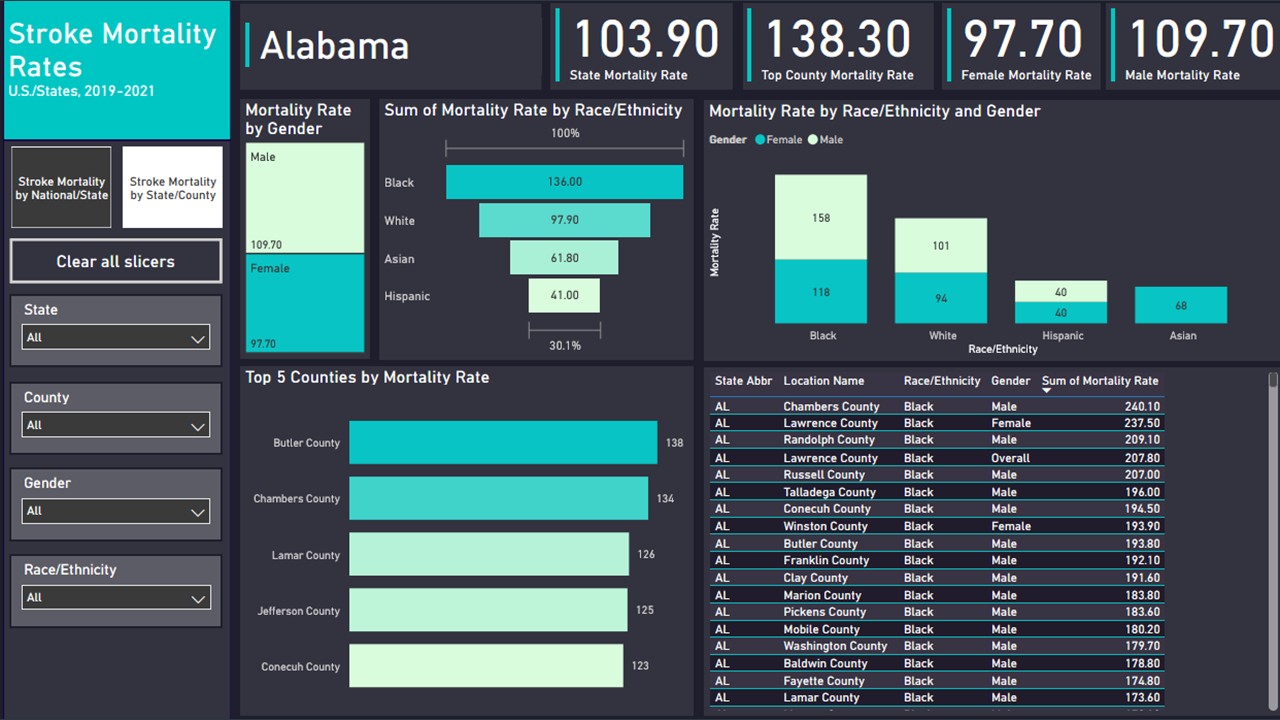 Stroke Mortality
Rates
U.S./States, 2019-2021
Stroke Mortality
by National/State
Stroke Mortality
by State/County
Clear all slicers
State
All
County
All
Gender
All
Race/Ethnicity
All
Alabama
103.90
State Mortality Rate
138.30
Top County Mortality Rate
97.70
Female Mortality Rate
109.70
Male Mortality Rate
Mortality Rate
by Gender
Male
109.70
Female
97.70
Sum of Mortality Rate by Race/Ethnicity
100%
Black 136.00
White 97.90
Asian 61.80
Hispanic 41.00
30.1%
Mortality Rate by Race/Ethnicity and Gender
Gender Female Male
Mortality Rate
158
118
101
94
40
40
68
Black White Hispanic Asian
Race/Ethnicity
Top 5 Counties by Mortality Rate
Butler County 138
Chambers County 134
Lamar County 126
Jefferson County 125
Conecuh County 123
State Abbr Location Name Race/Ethnicity Gender Sum of Mortality Rate
AL Chambers County Black Male 240.10
AL Lawrence County Black Female 237.50
AL Randolph County Black Male 209.10
AL Lawrence County Black Overall 207.80
AL Russell County Black Male 207.00
AL Talladega County Black Male 196.00
AL Conecuh County Black Male 194.50
AL Winston County Black Female 193.90
AL Butler County Black Male 193.80
AL Franklin County Black Male 192.10
AL Clay County Black Male 191.60
AL Marion County Black Male 183.80
AL Pickens County Black Male 183.60
AL Mobile County Black Male 180.20
AL Washington County Black Male 179.70
AL Baldwin County Black Male 178.80
AL Fayette County Black Male 174.80
AL Lamar County Black Male 173.60